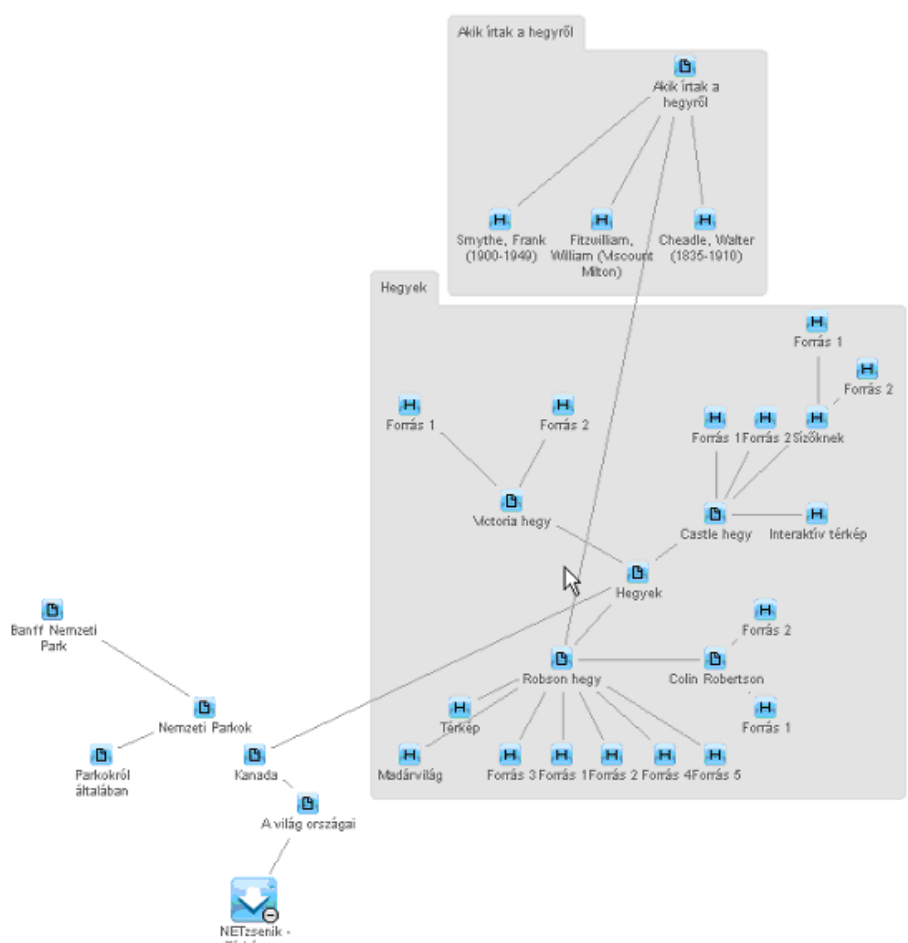 Akik írtak a hegyről
Akik írtak a
hegyről
Smythe, Frank
(1900-1949)
Fitzwilliam,
William (Viscount
Milton)
Cheadle, Walter
(1835-1910)
Hegyek
Forrás 1
Forrás 2
Forrás 1
Forrás 2
Forrás 1
Forrás 2
Sízőknek
Victoria hegy
Castle hegy
Interaktív térkép
Hegyek
Banff Nemzeti
Park
Forrás 2
Robson hegy
Colin Robertson
Térkép
Forrás 1
Nemzeti Parkok
Parkokról
általában
Kanada
Madárvilág
Forrás 3
Forrás 1
Forrás 2
Forrás 4
Forrás 5
A világ országai
NETzsenik -